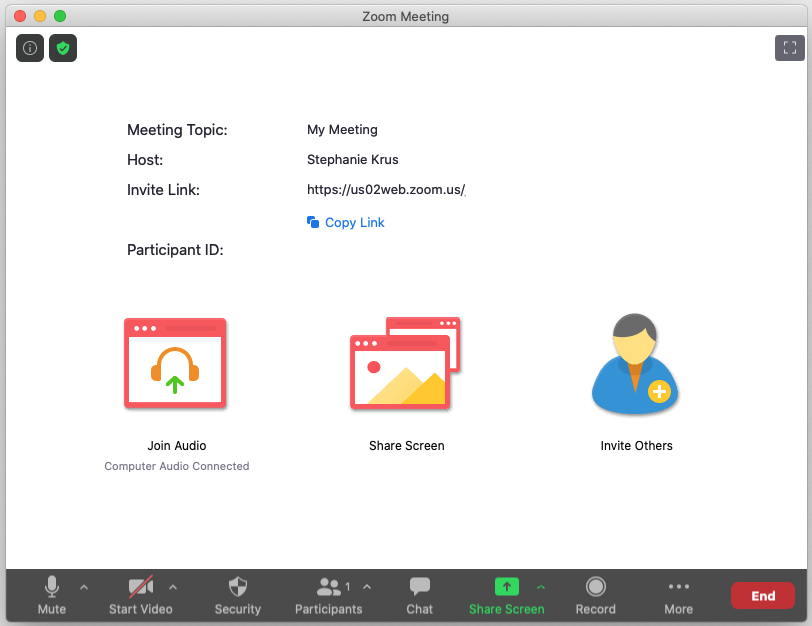 Zoom Meeting
Meeting Topic: My Meeting
Host: Stephanie Krus
Invite Link: https://us02web.zoom.us/
Copy Link
Participant ID:
Join Audio Share Screen Invite Others
Computer Audio Connected
Mute Start Video Security Participants 1 Chat Share Screen Record More End